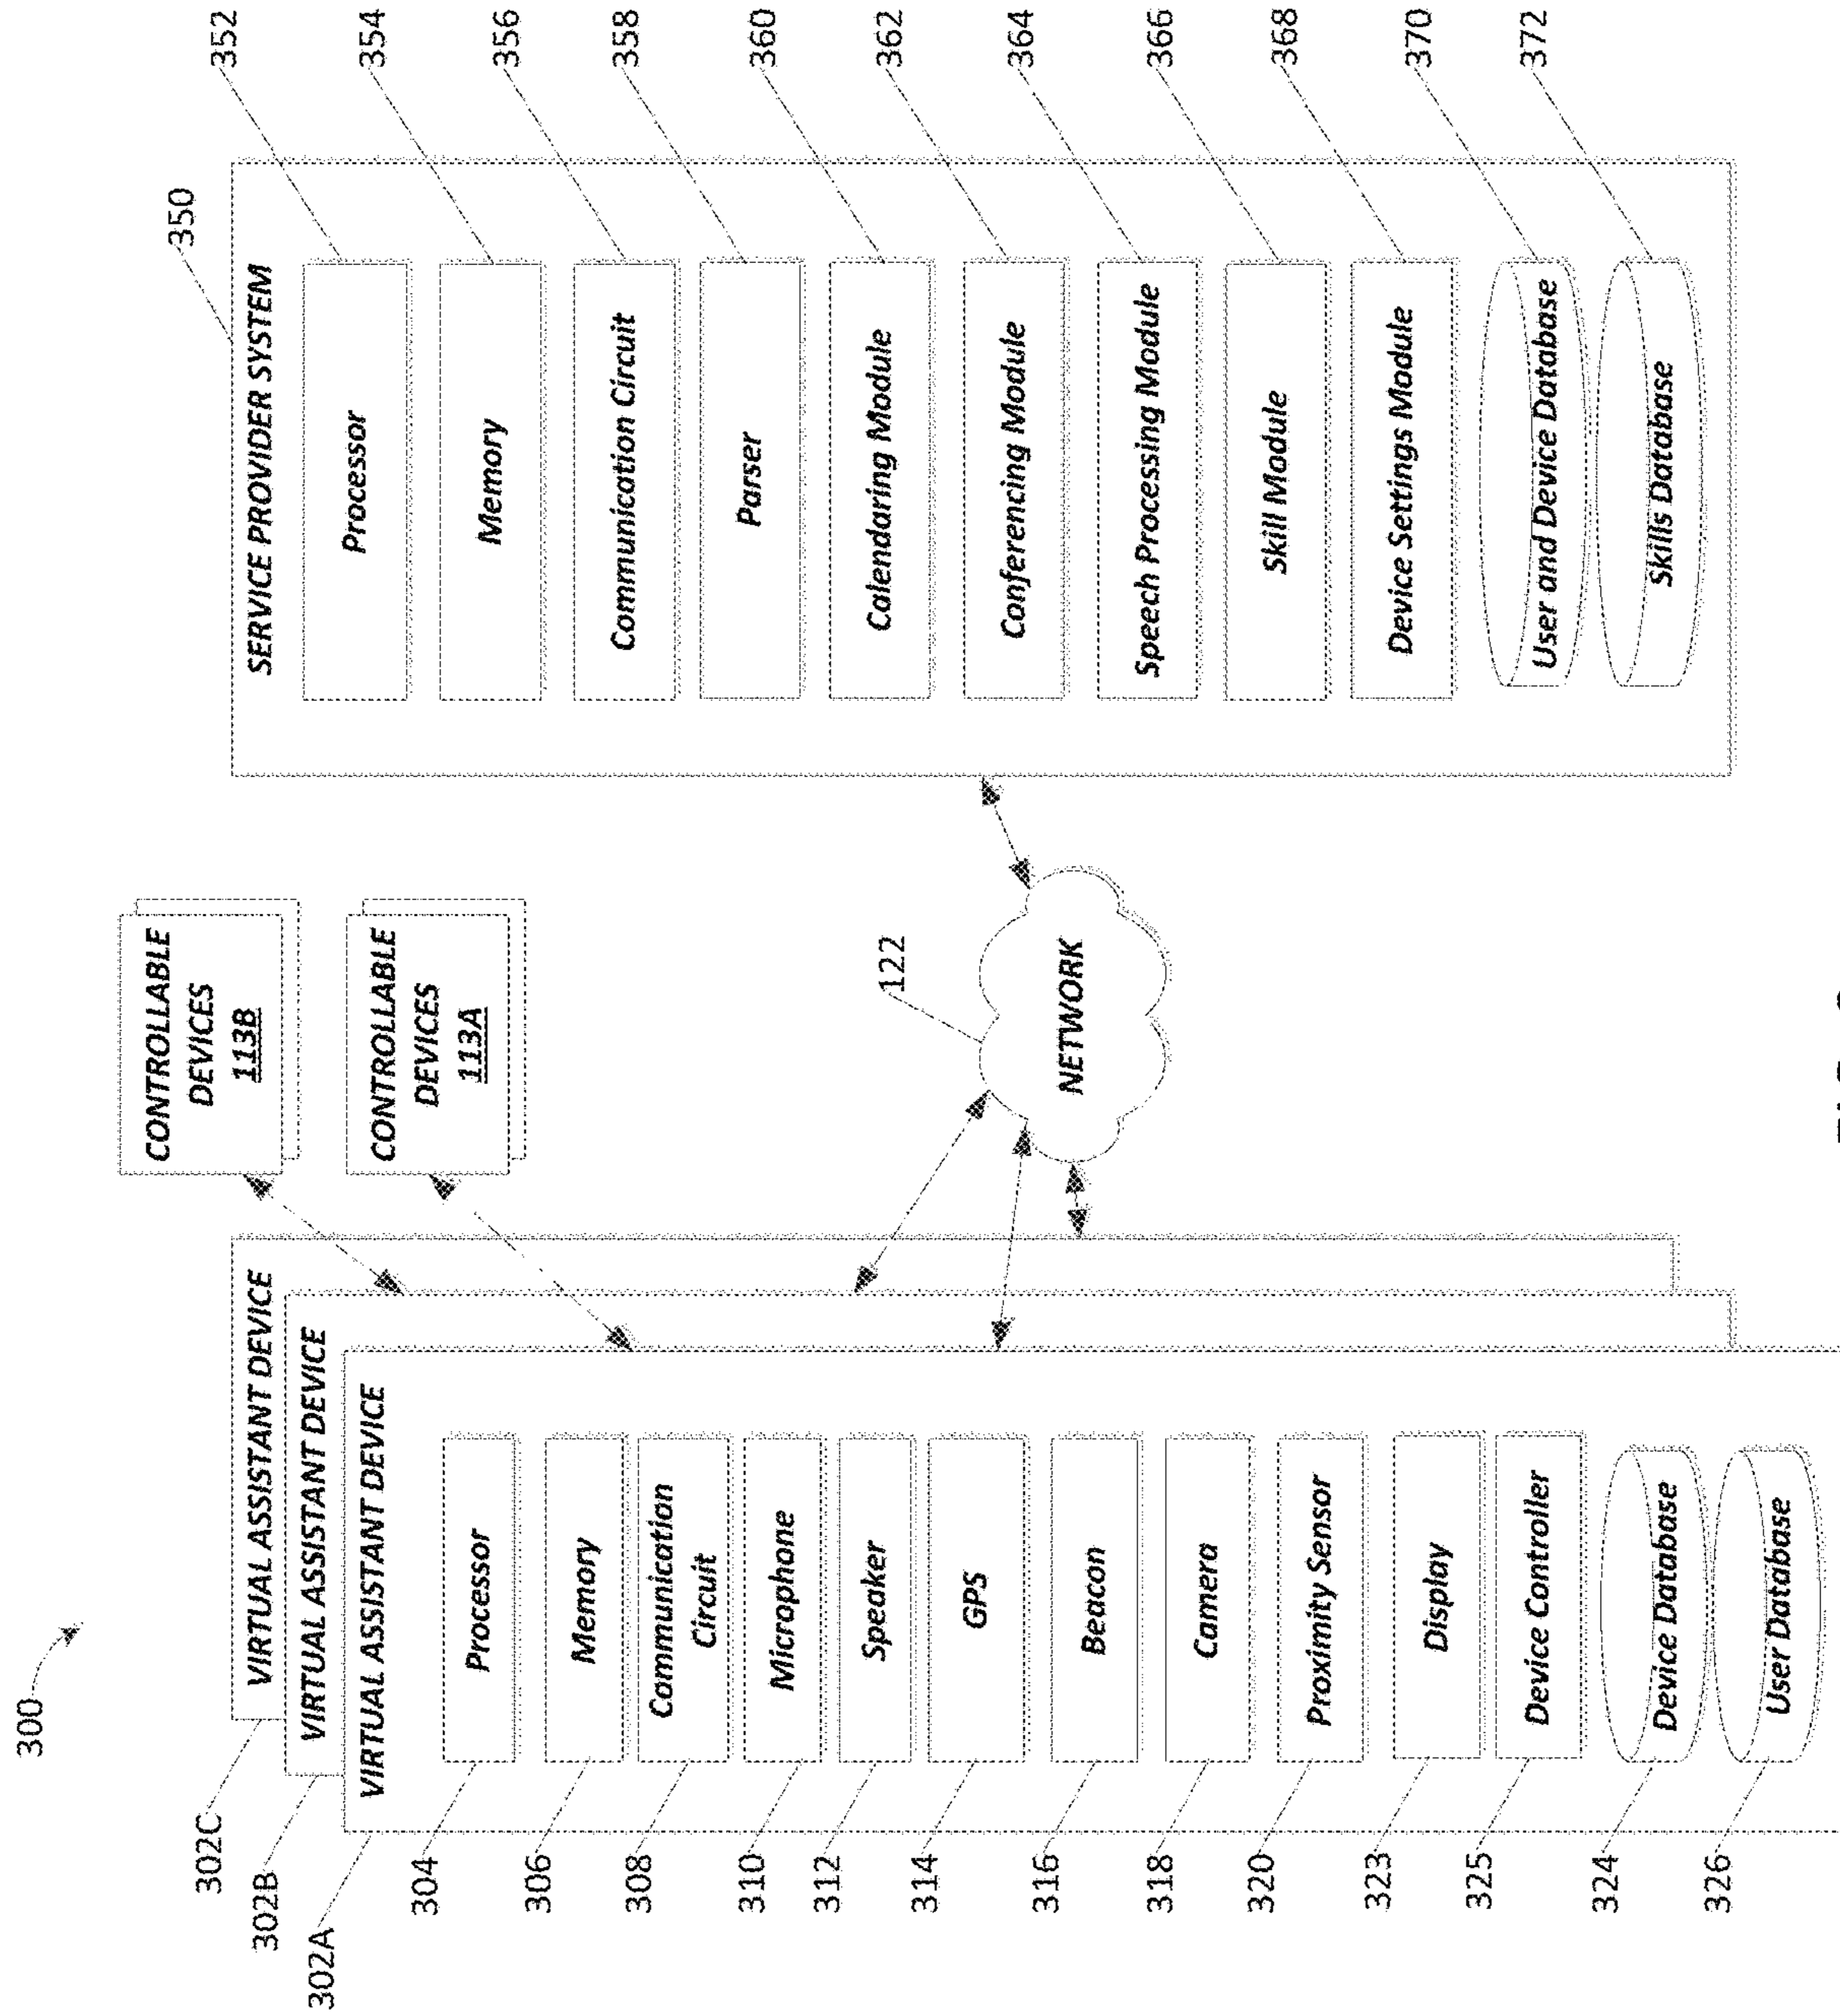 300
302C
302B
302A
VIRTUAL ASSISTANT DEVICE
VIRTUAL ASSISTANT DEVICE
VIRTUAL ASSISTANT DEVICE
304
Processor
306
Memory
308
Communication
Circuit
310
Microphone
312
Speaker
314
GPS
316
Beacon
318
Camera
320
Proximity Sensor
323
Display
325
Device Controller
324
Device Database
326
User Database
CONTROLLABLE
DEVICES
113B
CONTROLLABLE
DEVICES
113A
122
NETWORK
350
SERVICE PROVIDER SYSTEM
Processor
352
Memory
354
Communication Circuit
356
Parser
358
Calendaring Module
360
Conferencing Module
362
Speech Processing Module
364
Skill Module
366
Device Settings Module
368
User and Device Database
370
Skills Database
372